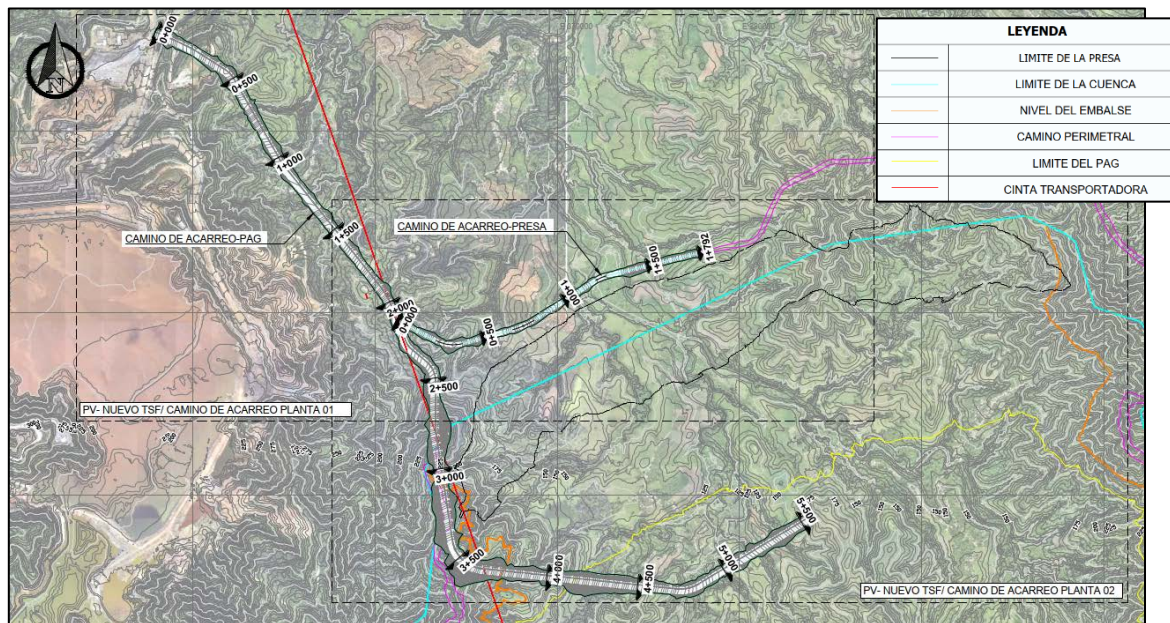 LEYENDA
LIMITE DE LA PRESA
LIMITE DE LA CUENCA
NIVEL DEL EMBALSE
CAMINO PERIMETRAL
LIMITE DEL PAG
CINTA TRANSPORTADORA
N
0+000
0+500
1+000
1+500
CAMINO DE ACARREO-PAG
CAMINO DE ACARREO-PRESA
1+792
1+500
1+000
0+500
2+000
0+000
2+500
PV- NUEVO TSF/ CAMINO DE ACARREO PLANTA 01
3+000
3+500
4+000
4+500
5+000
5+500
PV- NUEVO TSF/ CAMINO DE ACARREO PLANTA 02